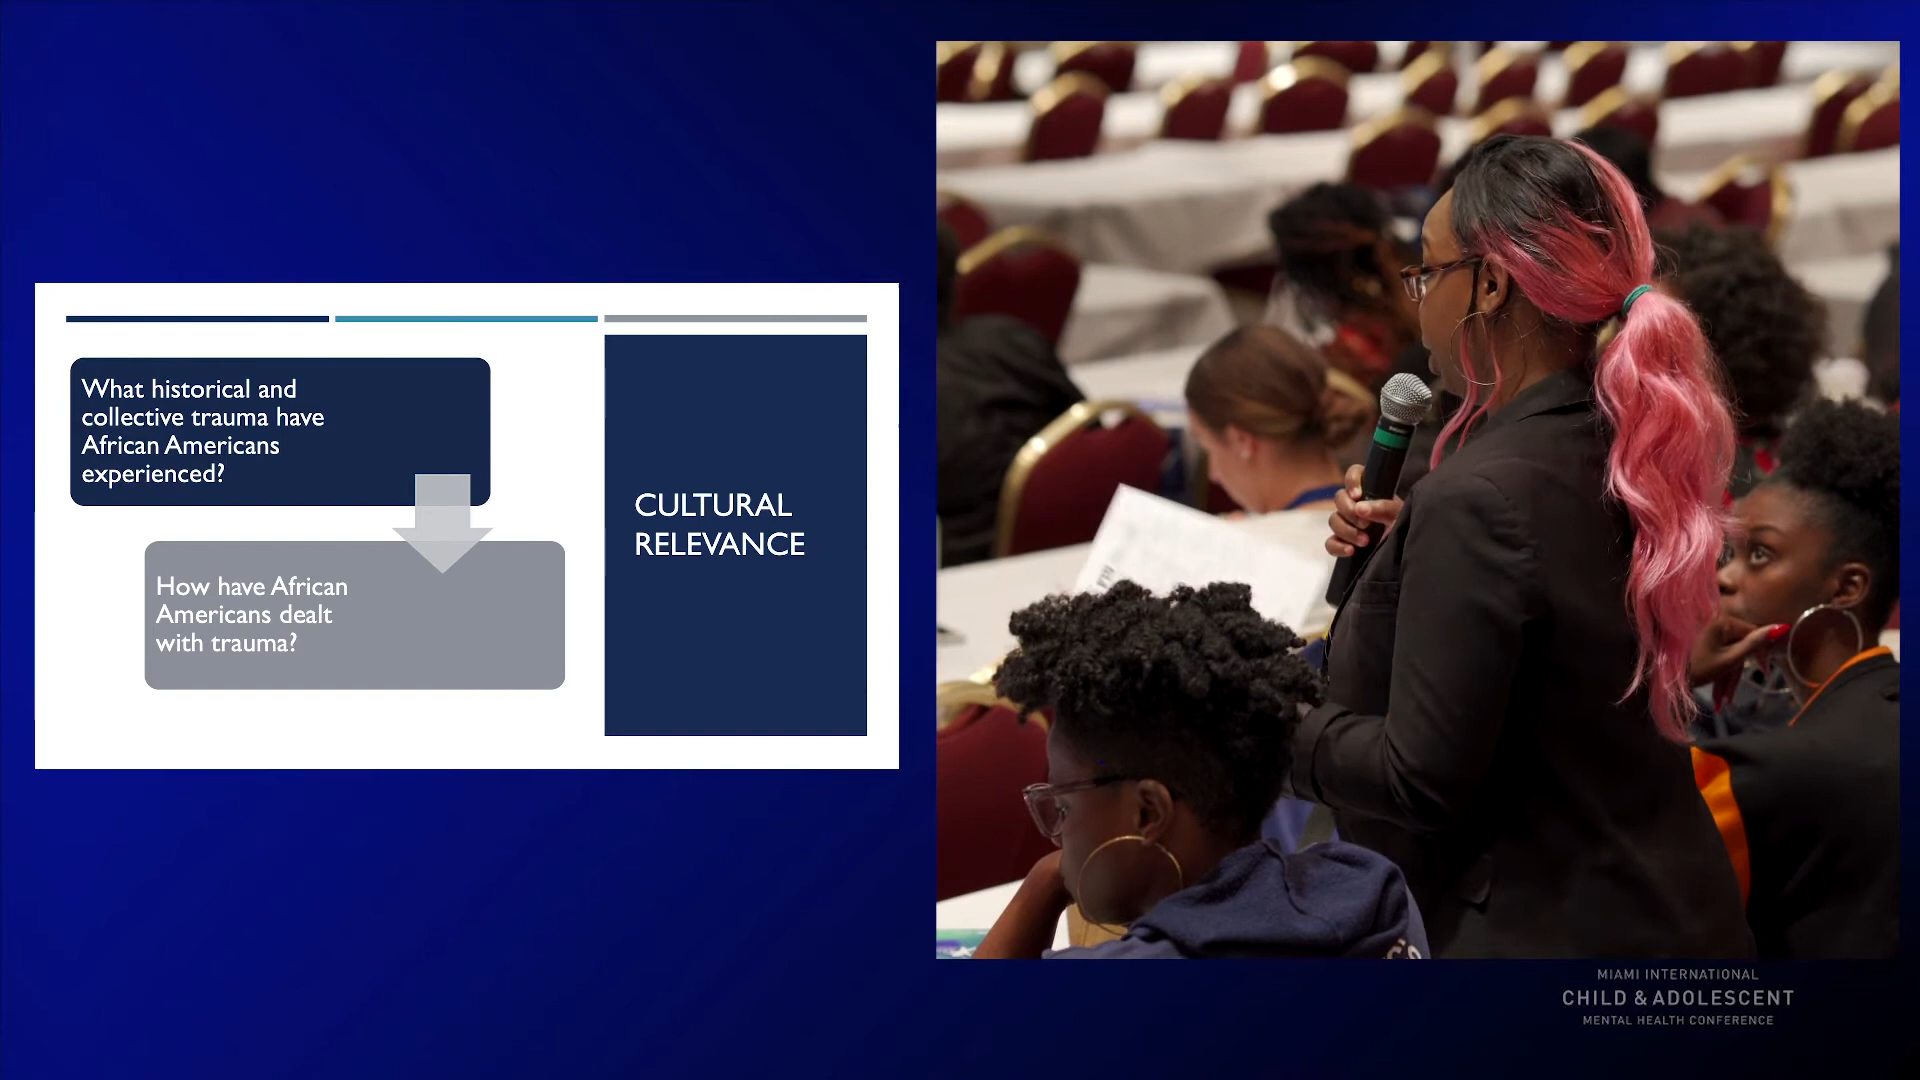 What historical and
collective trauma have
African Americans
experienced?
How have African
Americans dealt
with trauma?
CULTURAL
RELEVANCE
MIAMI INTERNATIONAL
CHILD & ADOLESCENT
MENTAL HEALTH CONFERENCE